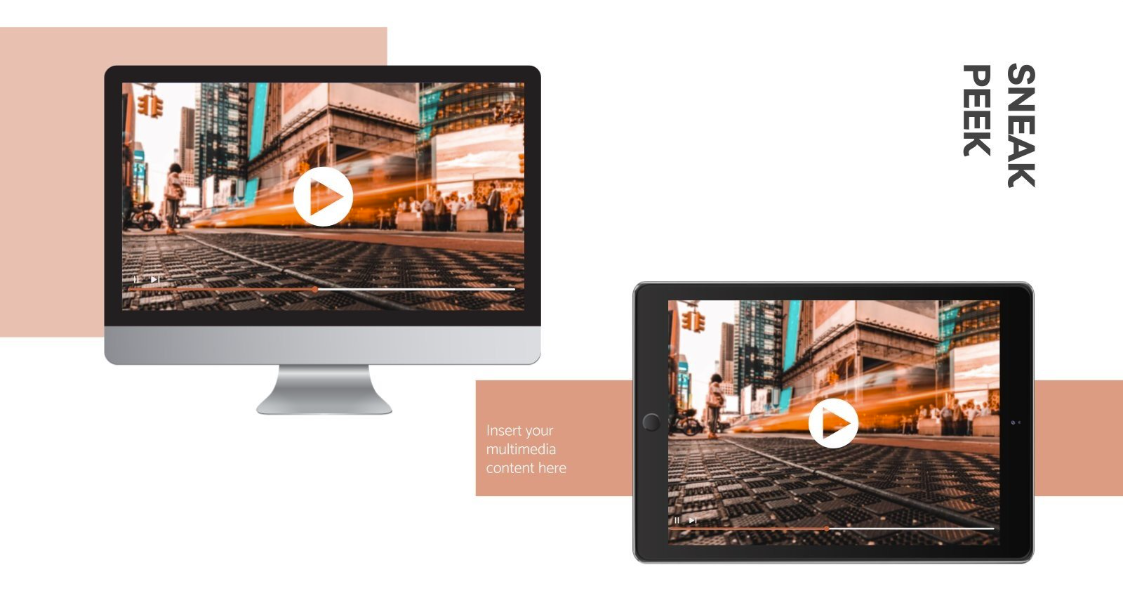 SNEAK
PEEK
Insert your
multimedia
content here